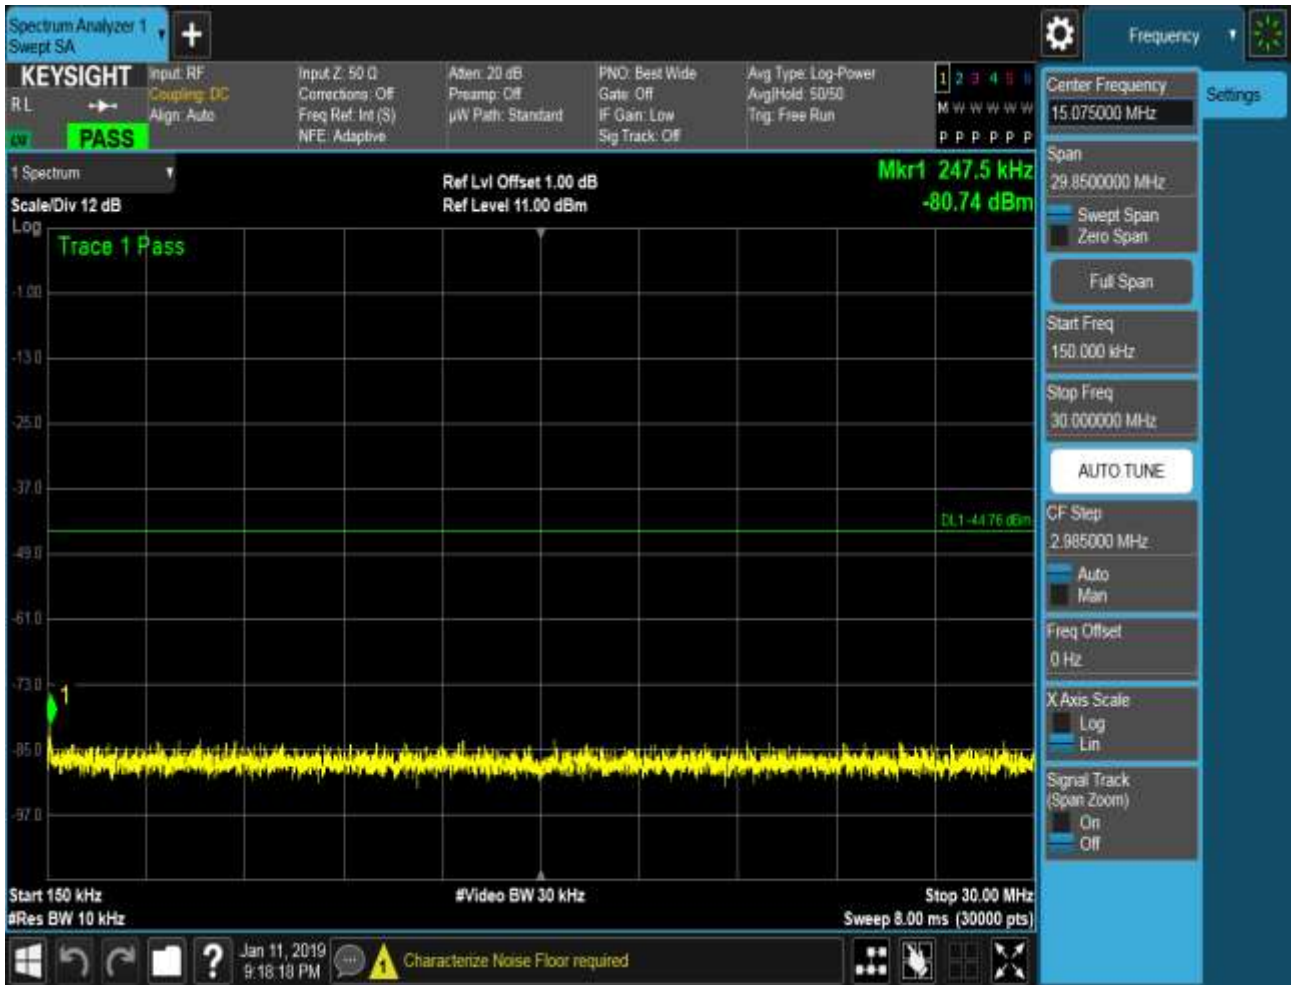 Spectrum Analyzer 1
Swept SA
Frequency
KEYSIGHT
R L
PASS
Input: RF
Coupling: DC
Align: Auto
Input Z: 50 Ω
Corrections: Off
Freq Ref: Int (S)
NFE: Adaptive
Atten: 20 dB
Preamp: Off
µW Path: Standard
PNO: Best Wide
Gate: Off
IF Gain: Low
Sig Track: Off
Avg Type: Log-Power
Avg|Hold: 50/50
Trig: Free Run
1 2 3 4 5 6
M W W W W W
P P P P P P
1 Spectrum
Scale/Div 12 dB
Ref Lvl Offset 1.00 dB
Ref Level 11.00 dBm
Mkr1 247.5 kHz
-80.74 dBm
Log
Trace 1 Pass
-1.00
-13.0
-25.0
-37.0
DL1 -44.76 dBm
-49.0
-61.0
-73.0
1
-85.0
-97.0
Start 150 kHz
#Res BW 10 kHz
#Video BW 30 kHz
Stop 30.00 MHz
Sweep 8.00 ms (30000 pts)
Jan 11, 2019
9:18:18 PM
?
1
Characterize Noise Floor required
Center Frequency
15.075000 MHz
Settings
Span
29.8500000 MHz
Swept Span
Zero Span
Full Span
Start Freq
150.000 kHz
Stop Freq
30.000000 MHz
AUTO TUNE
CF Step
2.985000 MHz
Auto
Man
Freq Offset
0 Hz
X Axis Scale
Log
Lin
Signal Track
(Span Zoom)
On
Off